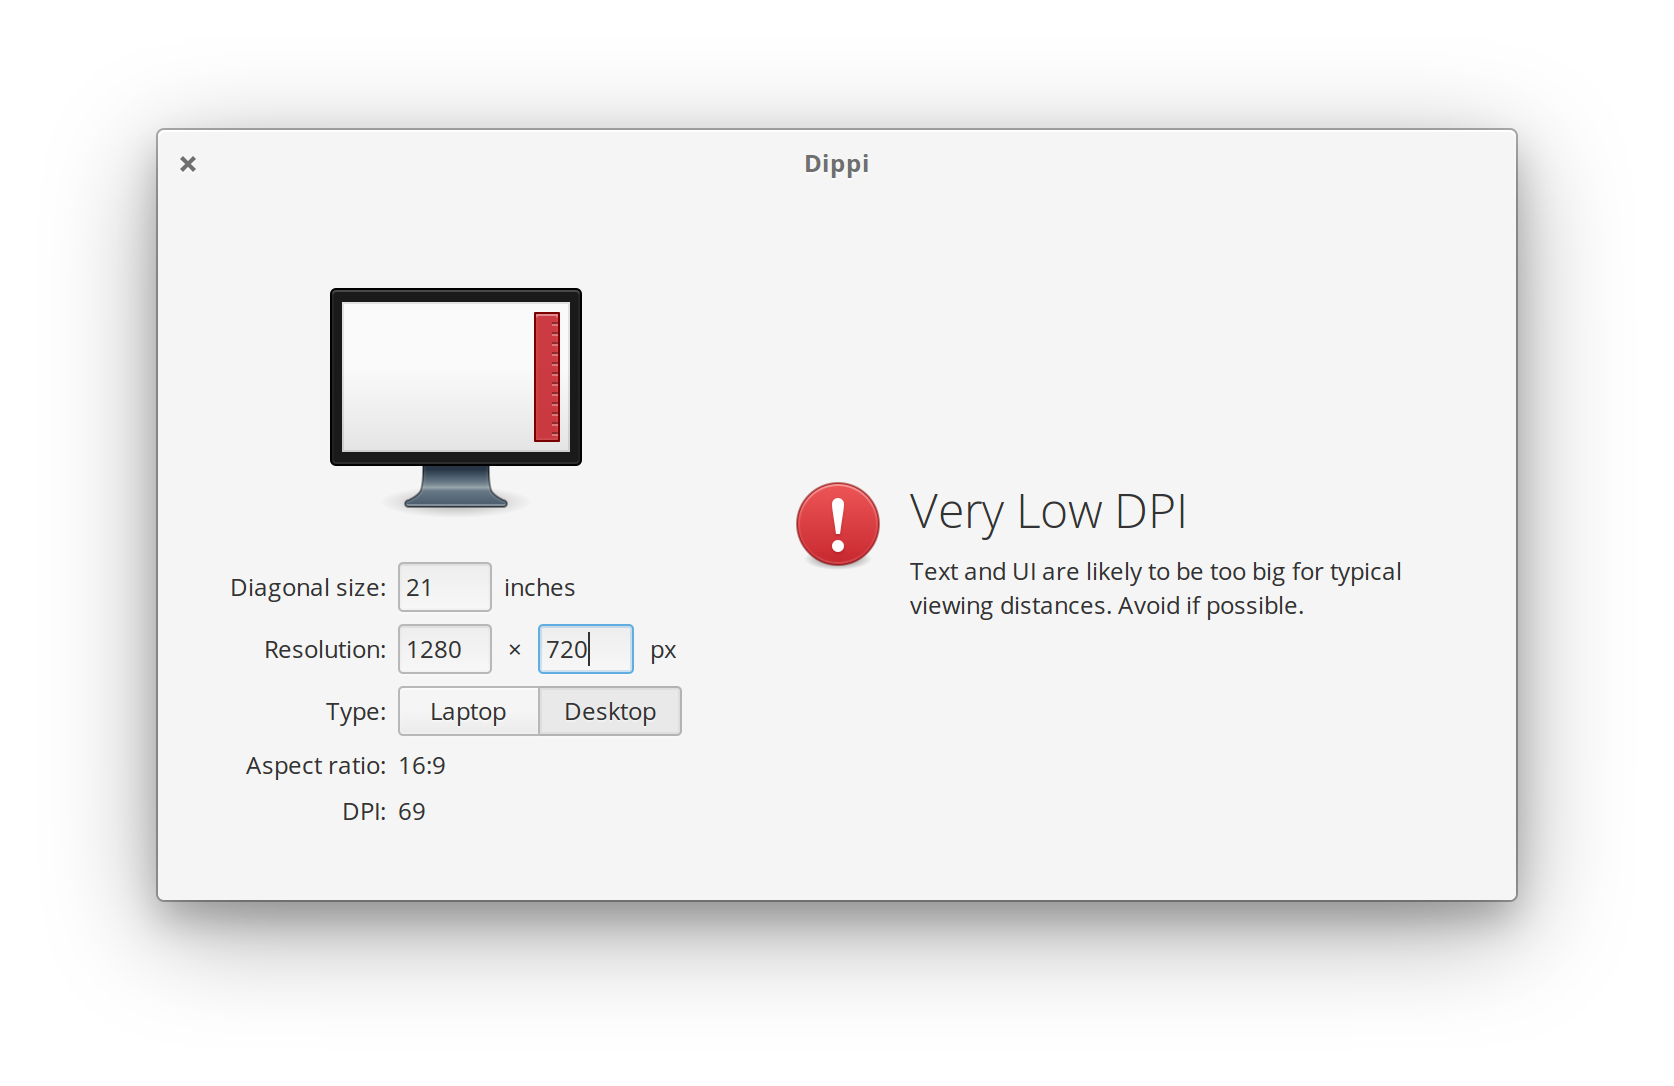 Dippi
Diagonal size: 21 inches
Resolution: 1280 × 720 px
Type: Laptop Desktop
Aspect ratio: 16:9
DPI: 69
Very Low DPI
Text and UI are likely to be too big for typical
viewing distances. Avoid if possible.